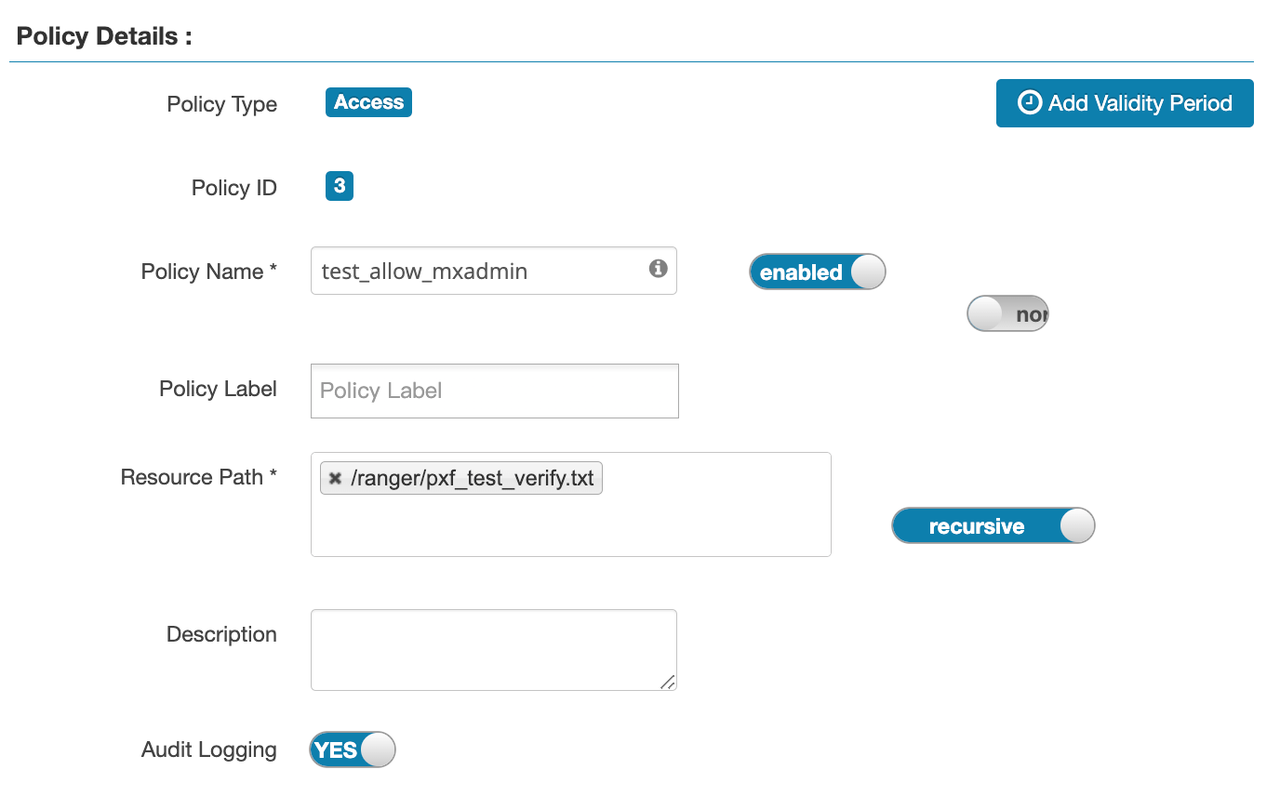 Policy Details :
Policy Type Access Add Validity Period
Policy ID 3
Policy Name * test_allow_mxadmin enabled
Policy Label Policy Label
Resource Path * /ranger/pxf_test_verify.txt
recursive
Description
Audit Logging YES